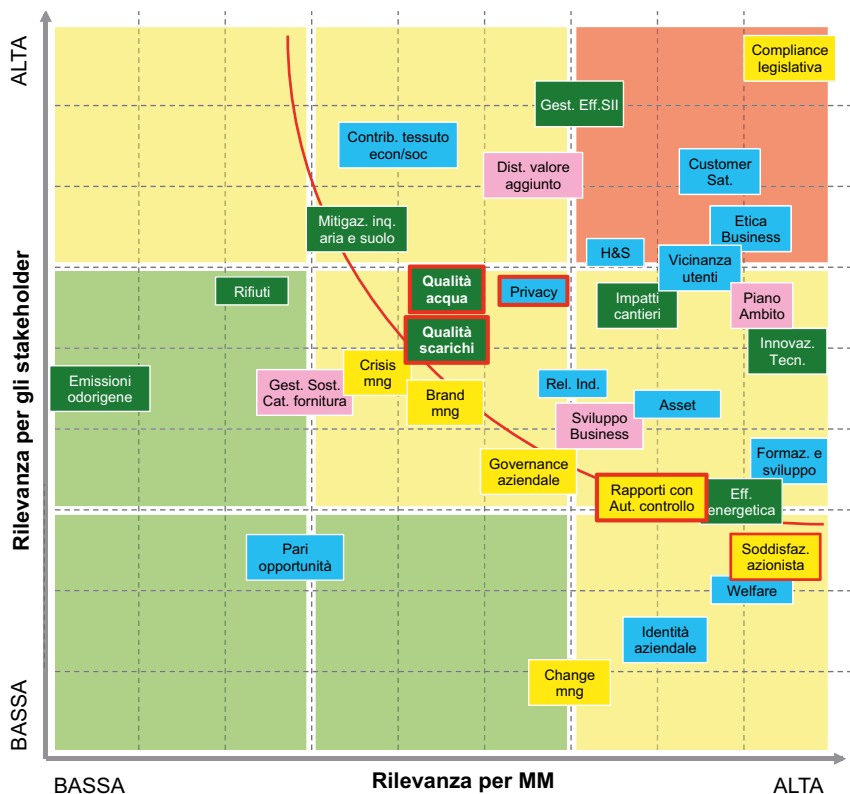 ALTA
Rilevanza per gli stakeholder
BASSA
Compliance
legislativa
Gest. Eff.SII
Contrib. tessuto
econ/soc
Dist. valore
aggiunto
Customer
Sat.
Mitigaz. inq.
aria e suolo
Etica
Business
H&S
Vicinanza
utenti
Rifiuti
Qualità
acqua
Privacy
Impatti
cantieri
Piano
Ambito
Qualità
scarichi
Innovaz.
Tecn.
Emissioni
odorigene
Gest. Sost.
Cat. fornitura
Crisis
mng
Brand
mng
Rel. Ind.
Sviluppo
Business
Asset
Governance
aziendale
Formaz. e
sviluppo
Rapporti con
Aut. controllo
Eff.
energetica
Pari
opportunità
Soddisfaz.
azionista
Welfare
Identità
aziendale
Change
mng
BASSA
Rilevanza per MM
ALTA